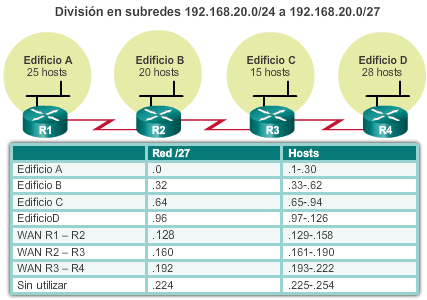 División en subredes 192.168.20.0/24 a 192.168.20.0/27
Edificio A
25 hosts
Edificio B
20 hosts
Edificio C
15 hosts
Edificio D
28 hosts
R1
R2
R3
R4
Red /27 Hosts
Edificio A .0 .1-.30
Edificio B .32 .33-.62
Edificio C .64 .65-.94
EdificioD .96 .97-.126
WAN R1 – R2 .128 .129-.158
WAN R2 – R3 .160 .161-.190
WAN R3 – R4 .192 .193-.222
Sin utilizar .224 .225-.254